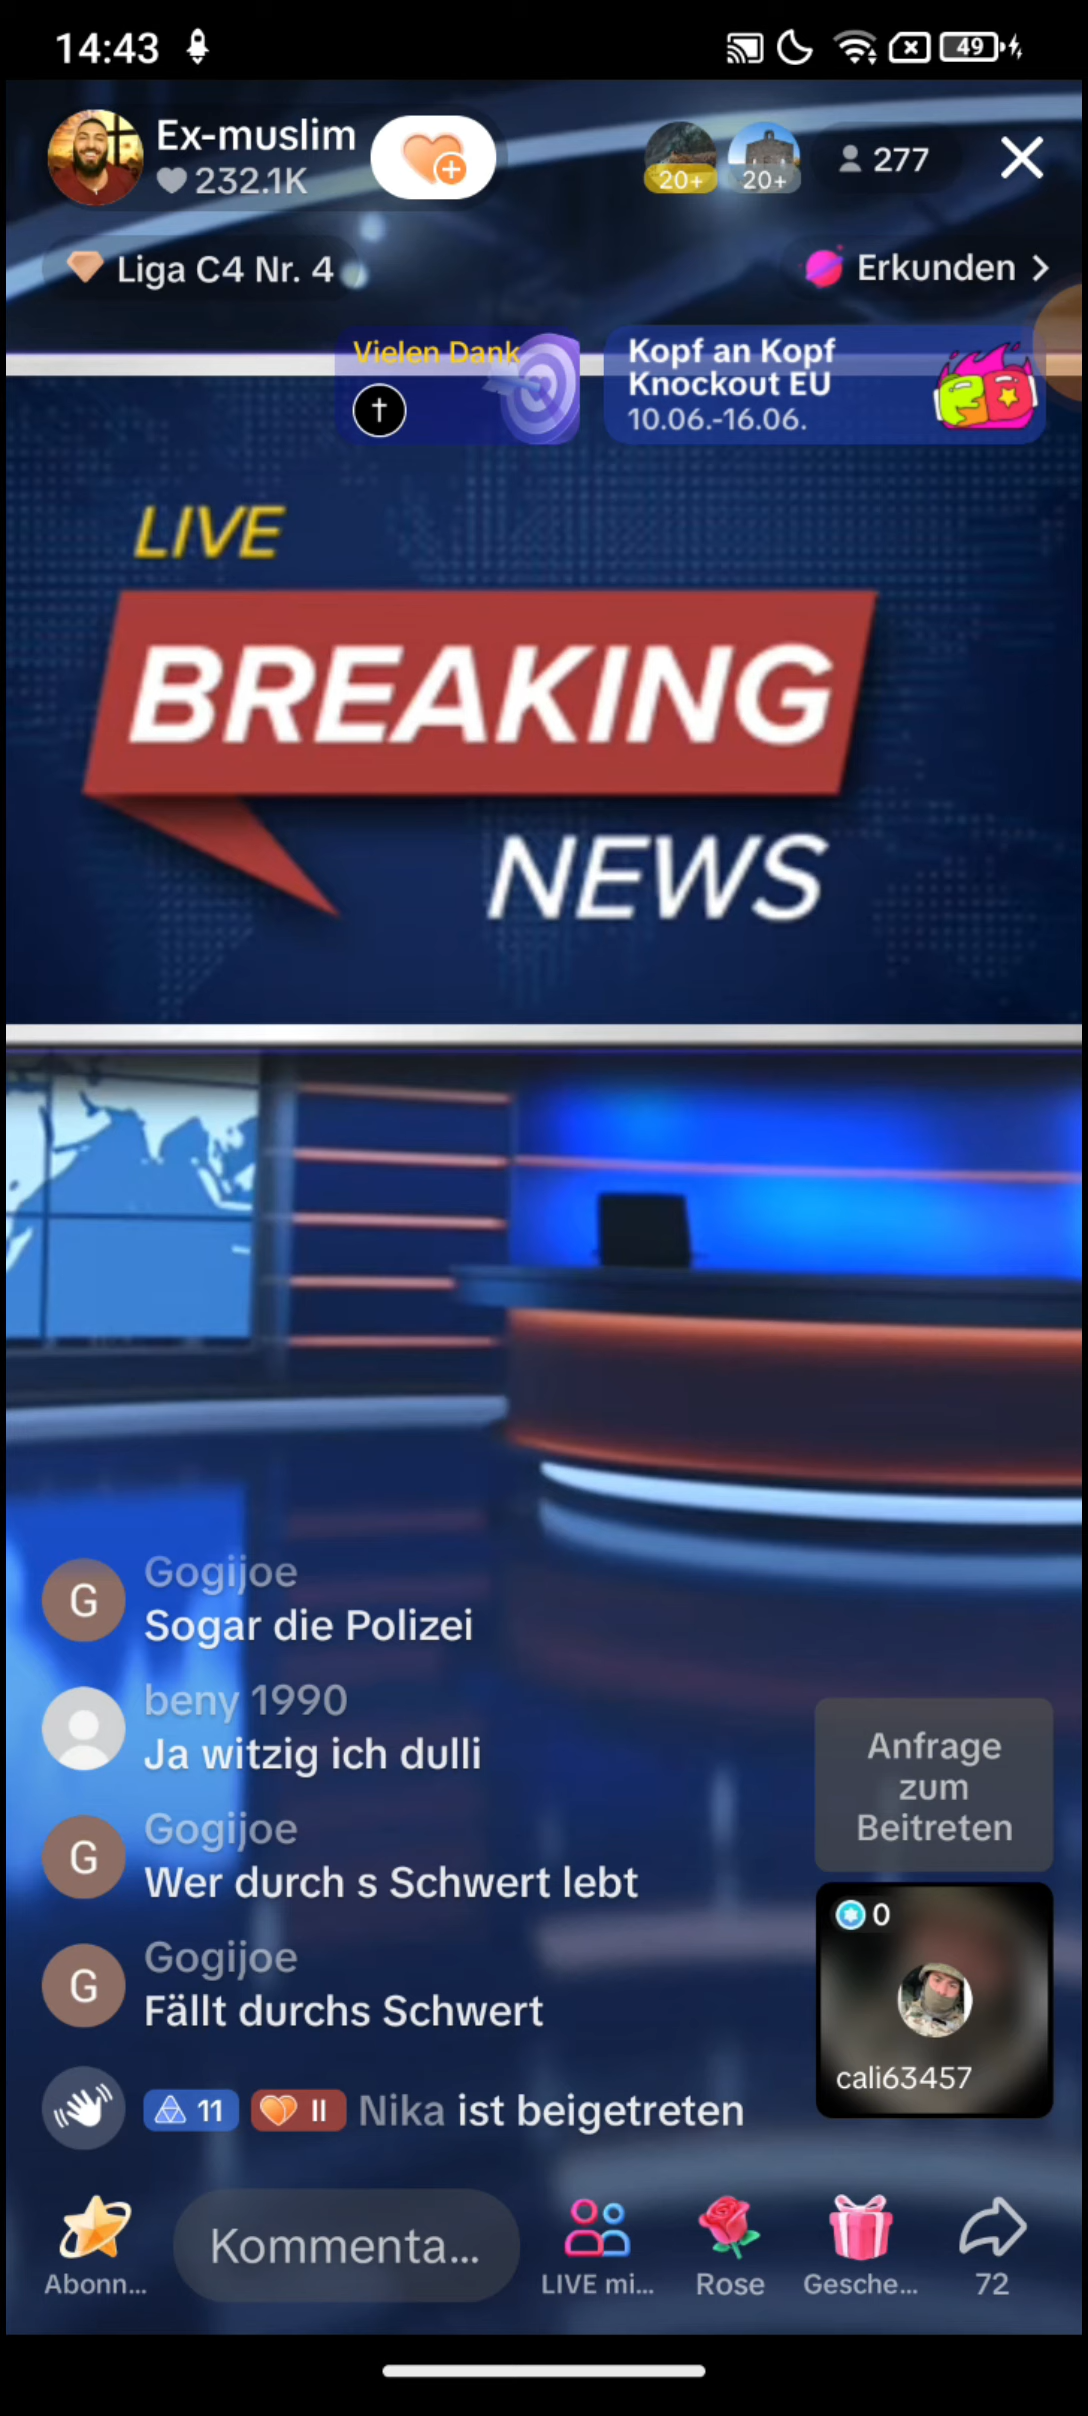 14:43
49
Ex-muslim
232.1K
20+
20+
277
Liga C4 Nr. 4
Erkunden
Vielen Dank
Kopf an Kopf
Knockout EU
10.06.-16.06.
LIVE
BREAKING
NEWS
Gogijoe
Sogar die Polizei
beny 1990
Ja witzig ich dulli
Gogijoe
Wer durch s Schwert lebt
Gogijoe
Fällt durchs Schwert
11 II Nika ist beigetreten
Anfrage
zum
Beitreten
0
cali63457
Abonn...
Kommenta...
LIVE mi...
Rose
Gesche...
72
G
G
G